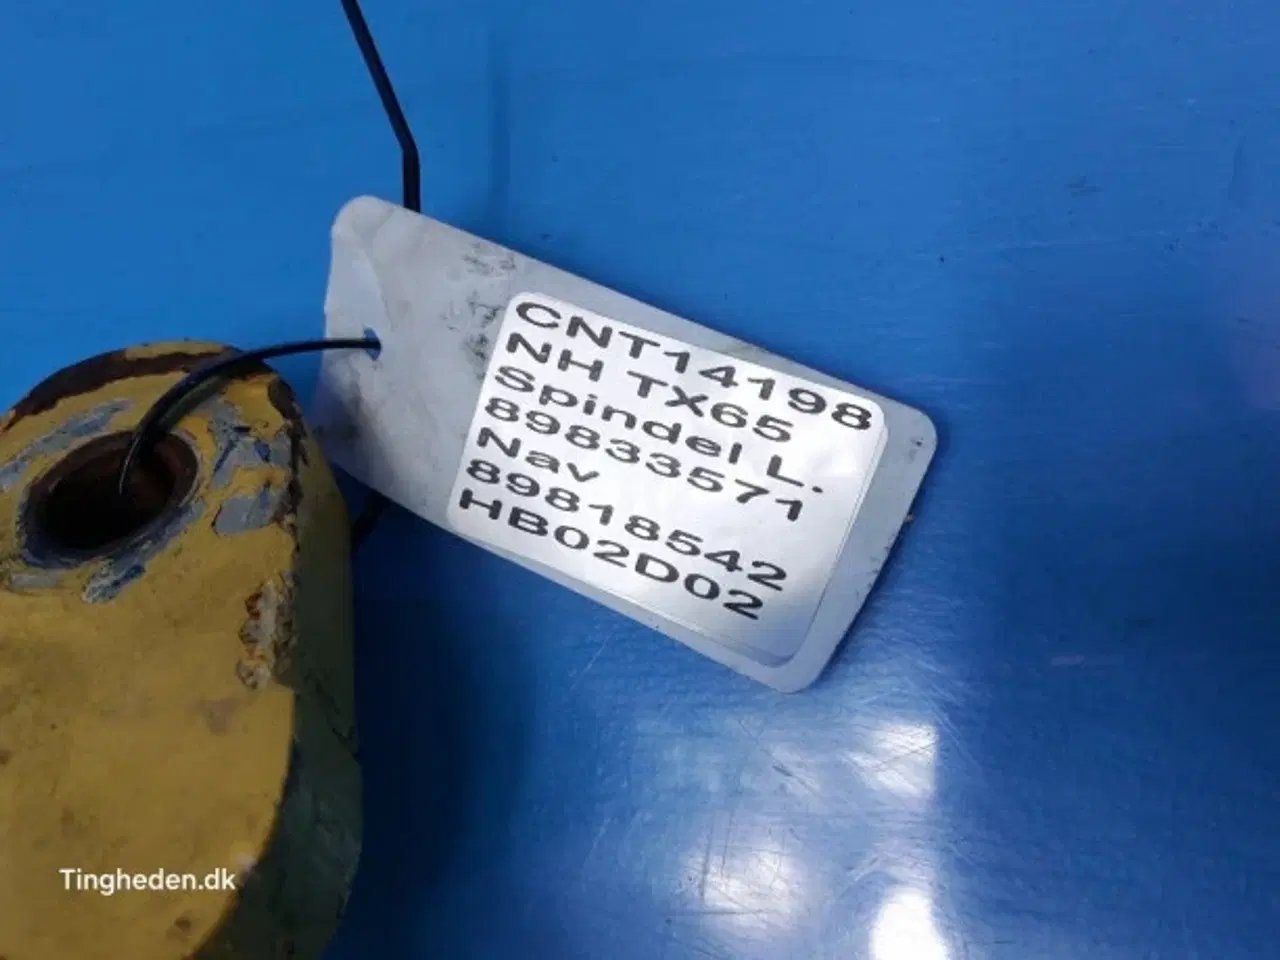 CNT14198
NH TX65
Spindel L.
89833571
Nav
89818542
HB02D02
Tingheden.dk